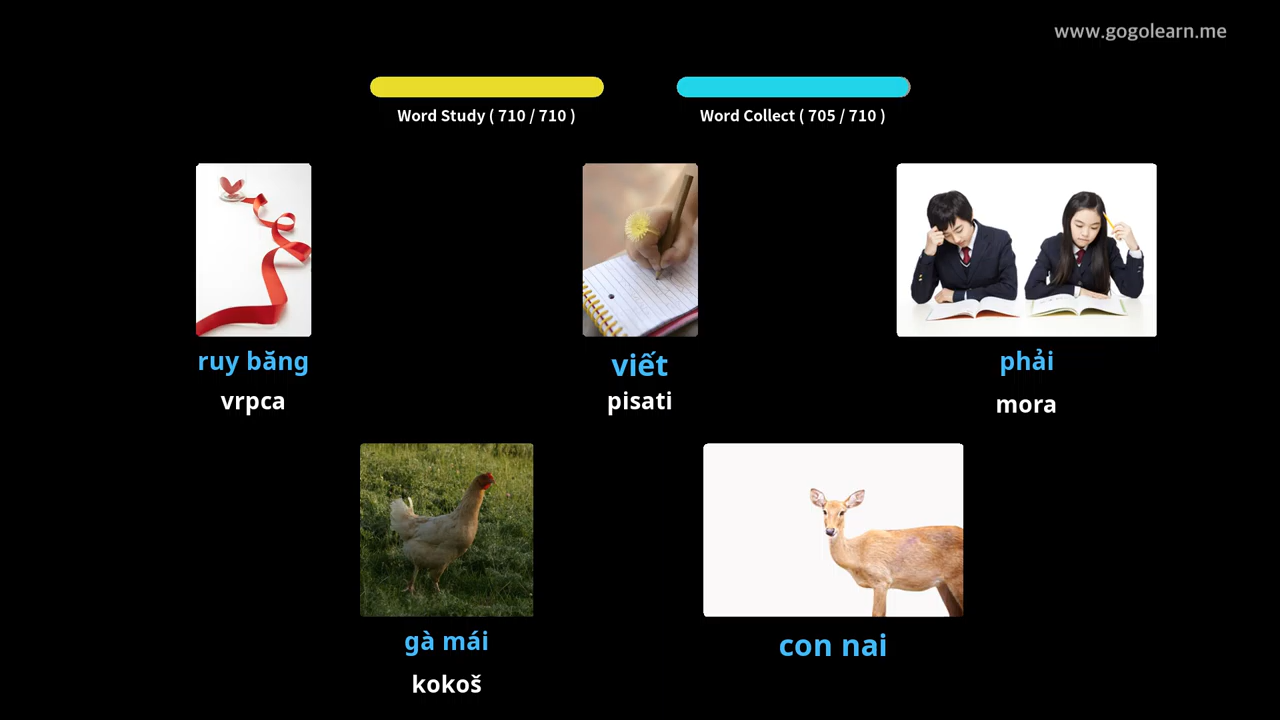 www.gogolearn.me
Word Study ( 710 / 710 )
Word Collect ( 705 / 710 )
ruy băng
vrpca
viết
pisati
phải
mora
gà mái
kokoš
con nai